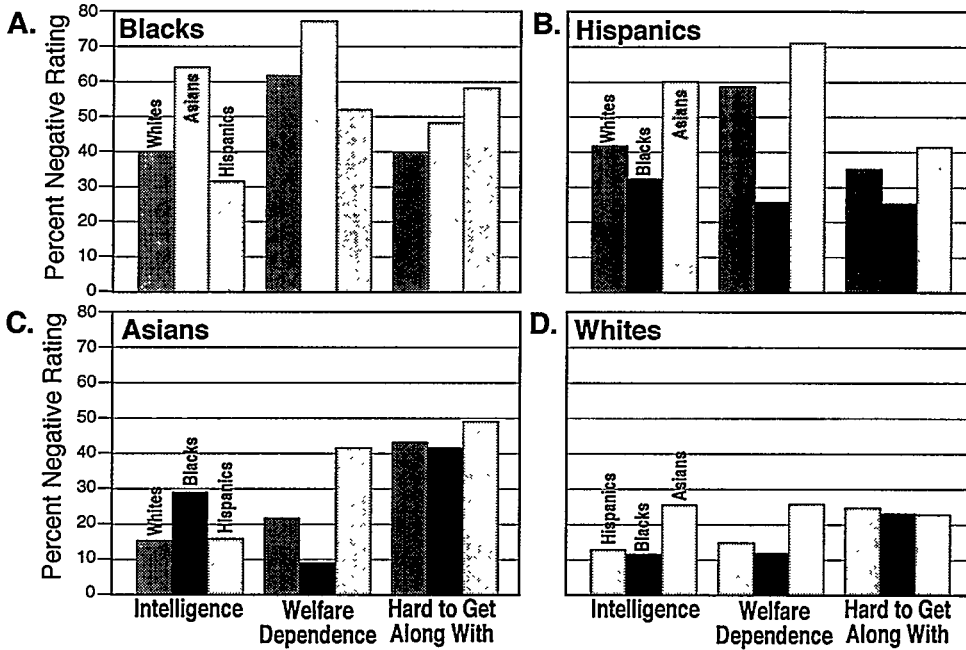 A.
Blacks
Percent Negative Rating
80
70
60
50
40
30
20
10
0
Whites
Asians
Hispanics
B.
Hispanics
Whites
Blacks
Asians
C.
Asians
Percent Negative Rating
80
70
60
50
40
30
20
10
0
Whites
Blacks
Hispanics
Intelligence
Welfare
Dependence
Hard to Get
Along With
D.
Whites
Hispanics
Blacks
Asians
Intelligence
Welfare
Dependence
Hard to Get
Along With